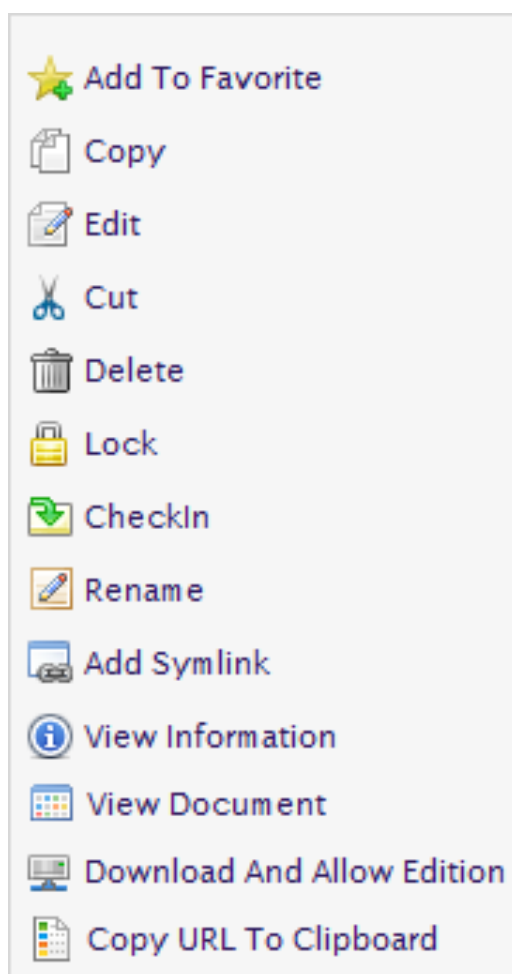 Add To Favorite
Copy
Edit
Cut
Delete
Lock
CheckIn
Rename
Add Symlink
View Information
View Document
Download And Allow Edition
Copy URL To Clipboard